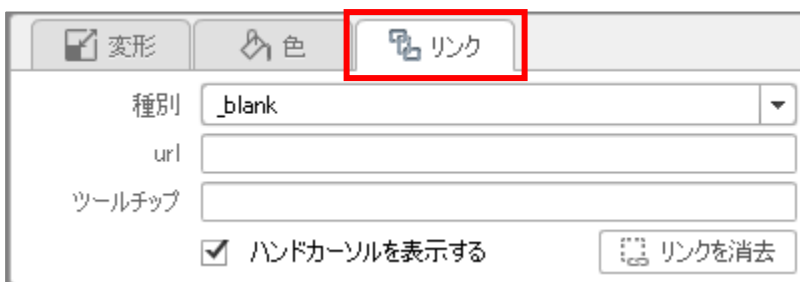 変形 色 リンク
種別 _blank
url
ツールチップ
ハンドカーソルを表示する リンクを消去